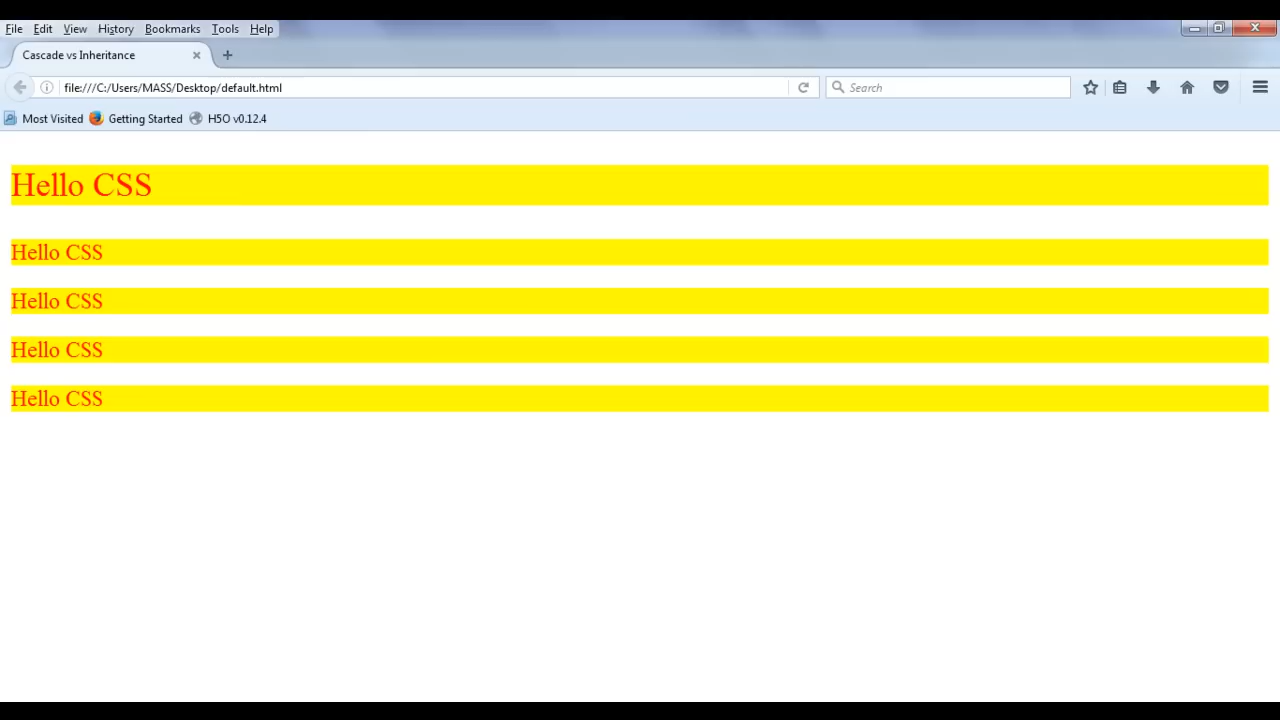 File Edit View History Bookmarks Tools Help
Cascade vs Inheritance
file:///C:/Users/MASS/Desktop/default.html Search
Most Visited Getting Started H5O v0.12.4
Hello CSS
Hello CSS
Hello CSS
Hello CSS
Hello CSS